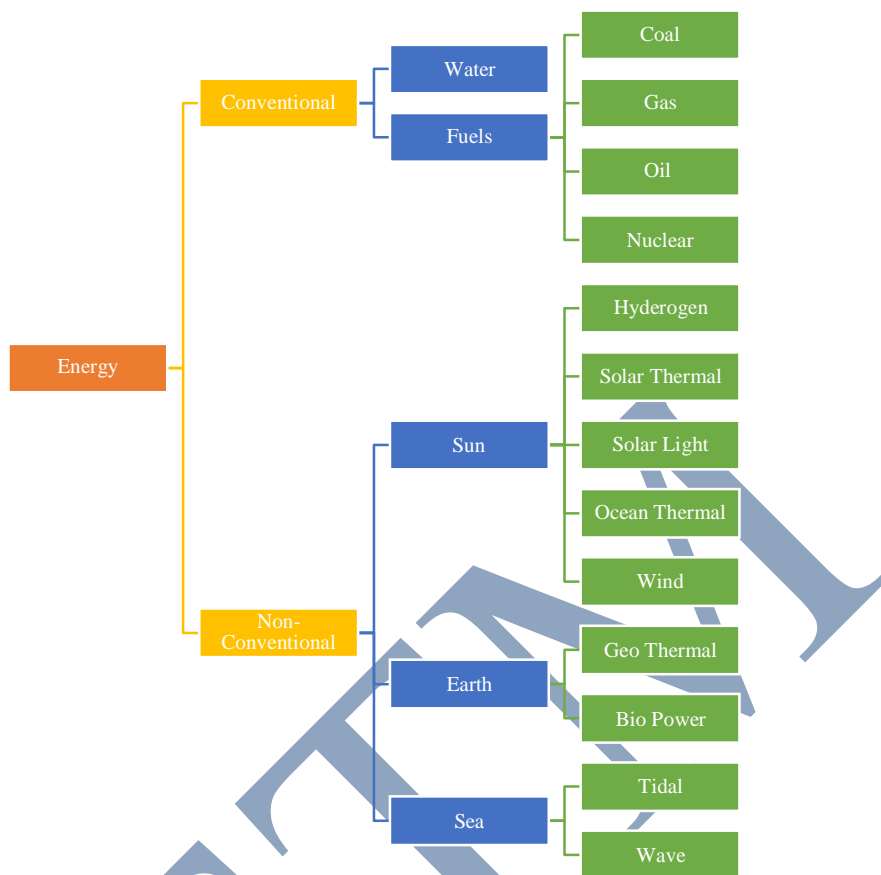 Energy
Conventional
Water
Fuels
Coal
Gas
Oil
Nuclear
Non-
Conventional
Sun
Hyderogen
Solar Thermal
Solar Light
Ocean Thermal
Wind
Earth
Geo Thermal
Bio Power
Sea
Tidal
Wave